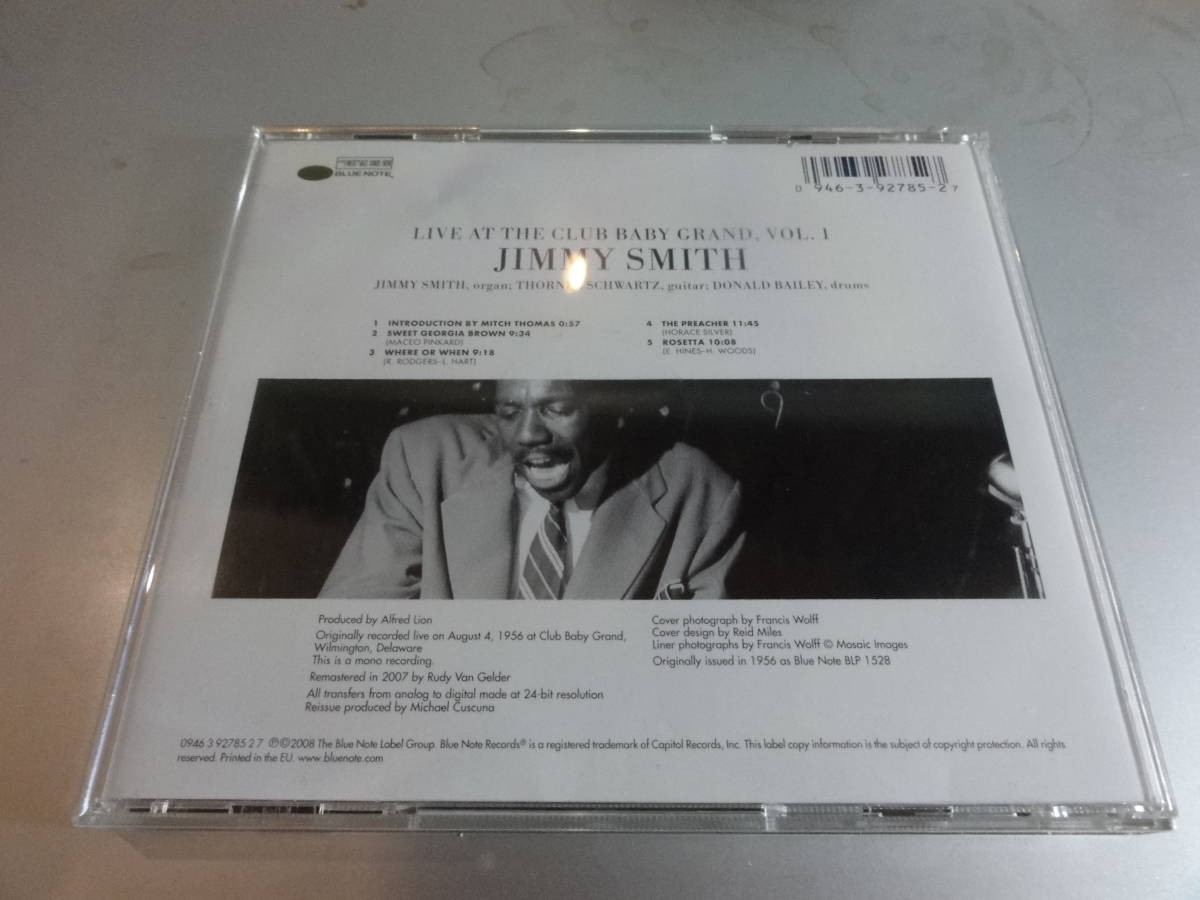 BLUE NOTE
0 946-3-92785-2 7
LIVE AT THE CLUB BABY GRAND, VOL. 1
JIMMY SMITH
JIMMY SMITH, organ; SCHWARTZ, guitar; DONALD BAILEY, drums
1 INTRODUCTION BY MITCH THOMAS 0:57
2 SWEET GEORGIA BROWN 9:34
(MACEO PINKARD)
3 WHERE OR WHEN 9:18
(R. RODGERS–L. HART)
4 THE PREACHER 11:45
(HORACE SILVER)
5 ROSETTA 10:08
(E. HINES–H. WOODS)
Produced by Alfred Lion
Originally recorded live on August 4, 1956 at Club Baby Grand,
Wilmington, Delaware
This is a mono recording.
Remastered in 2007 by Rudy Van Gelder
All transfers from analog to digital made at 24-bit resolution
Reissue produced by Michael Cuscuna
Cover photograph by Francis Wolff
Cover design by Reid Miles
Liner photographs by Francis Wolff © Mosaic Images
Originally issued in 1956 as Blue Note BLP 1528
0946 3 92785 2 7 ℗©2008 The Blue Note Label Group. Blue Note Records® is a registered trademark of Capitol Records, Inc. This label copy information is the subject of copyright protection. All rights
reserved. Printed in the EU. www.bluenote.com